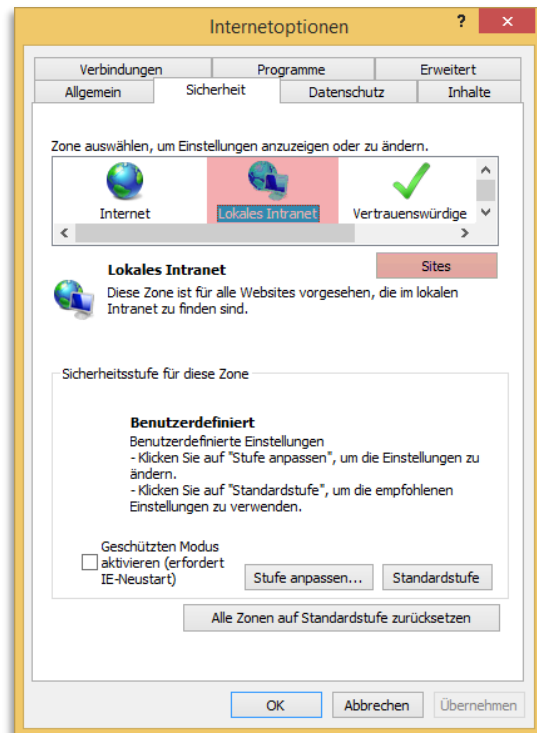 Internetoptionen
?
×
Verbindungen Programme Erweitert
Allgemein Sicherheit Datenschutz Inhalte
Zone auswählen, um Einstellungen anzuzeigen oder zu ändern.
Internet Lokales Intranet Vertrauenswürdige
Sites
Lokales Intranet
Diese Zone ist für alle Websites vorgesehen, die im lokalen
Intranet zu finden sind.
Sicherheitsstufe für diese Zone
Benutzerdefiniert
Benutzerdefinierte Einstellungen
- Klicken Sie auf "Stufe anpassen", um die Einstellungen zu
ändern.
- Klicken Sie auf "Standardstufe", um die empfohlenen
Einstellungen zu verwenden.
Geschützten Modus
aktivieren (erfordert
IE-Neustart)
Stufe anpassen... Standardstufe
Alle Zonen auf Standardstufe zurücksetzen
OK Abbrechen Übernehmen